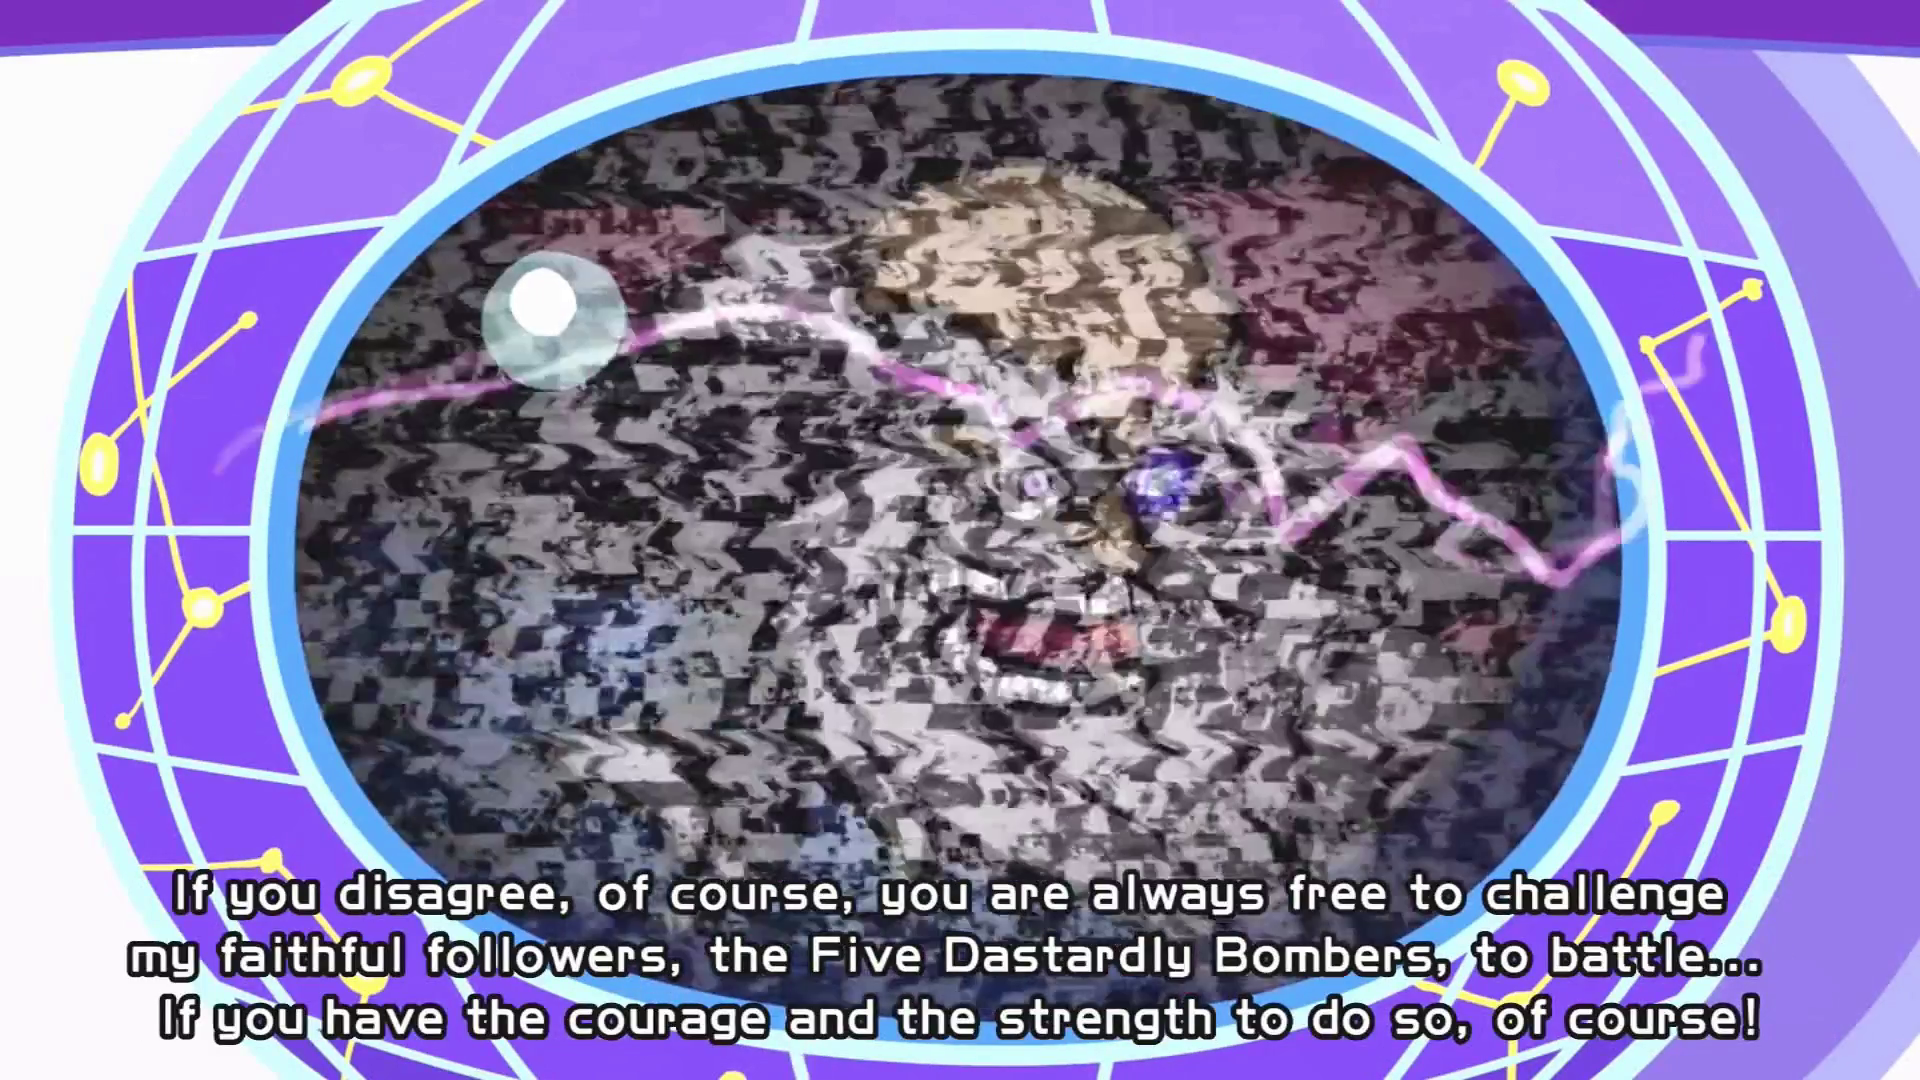 If you disagree, of course, you are always free to challenge
my faithful followers, the Five Dastardly Bombers, to battle...
If you have the courage and the strength to do so, of course!